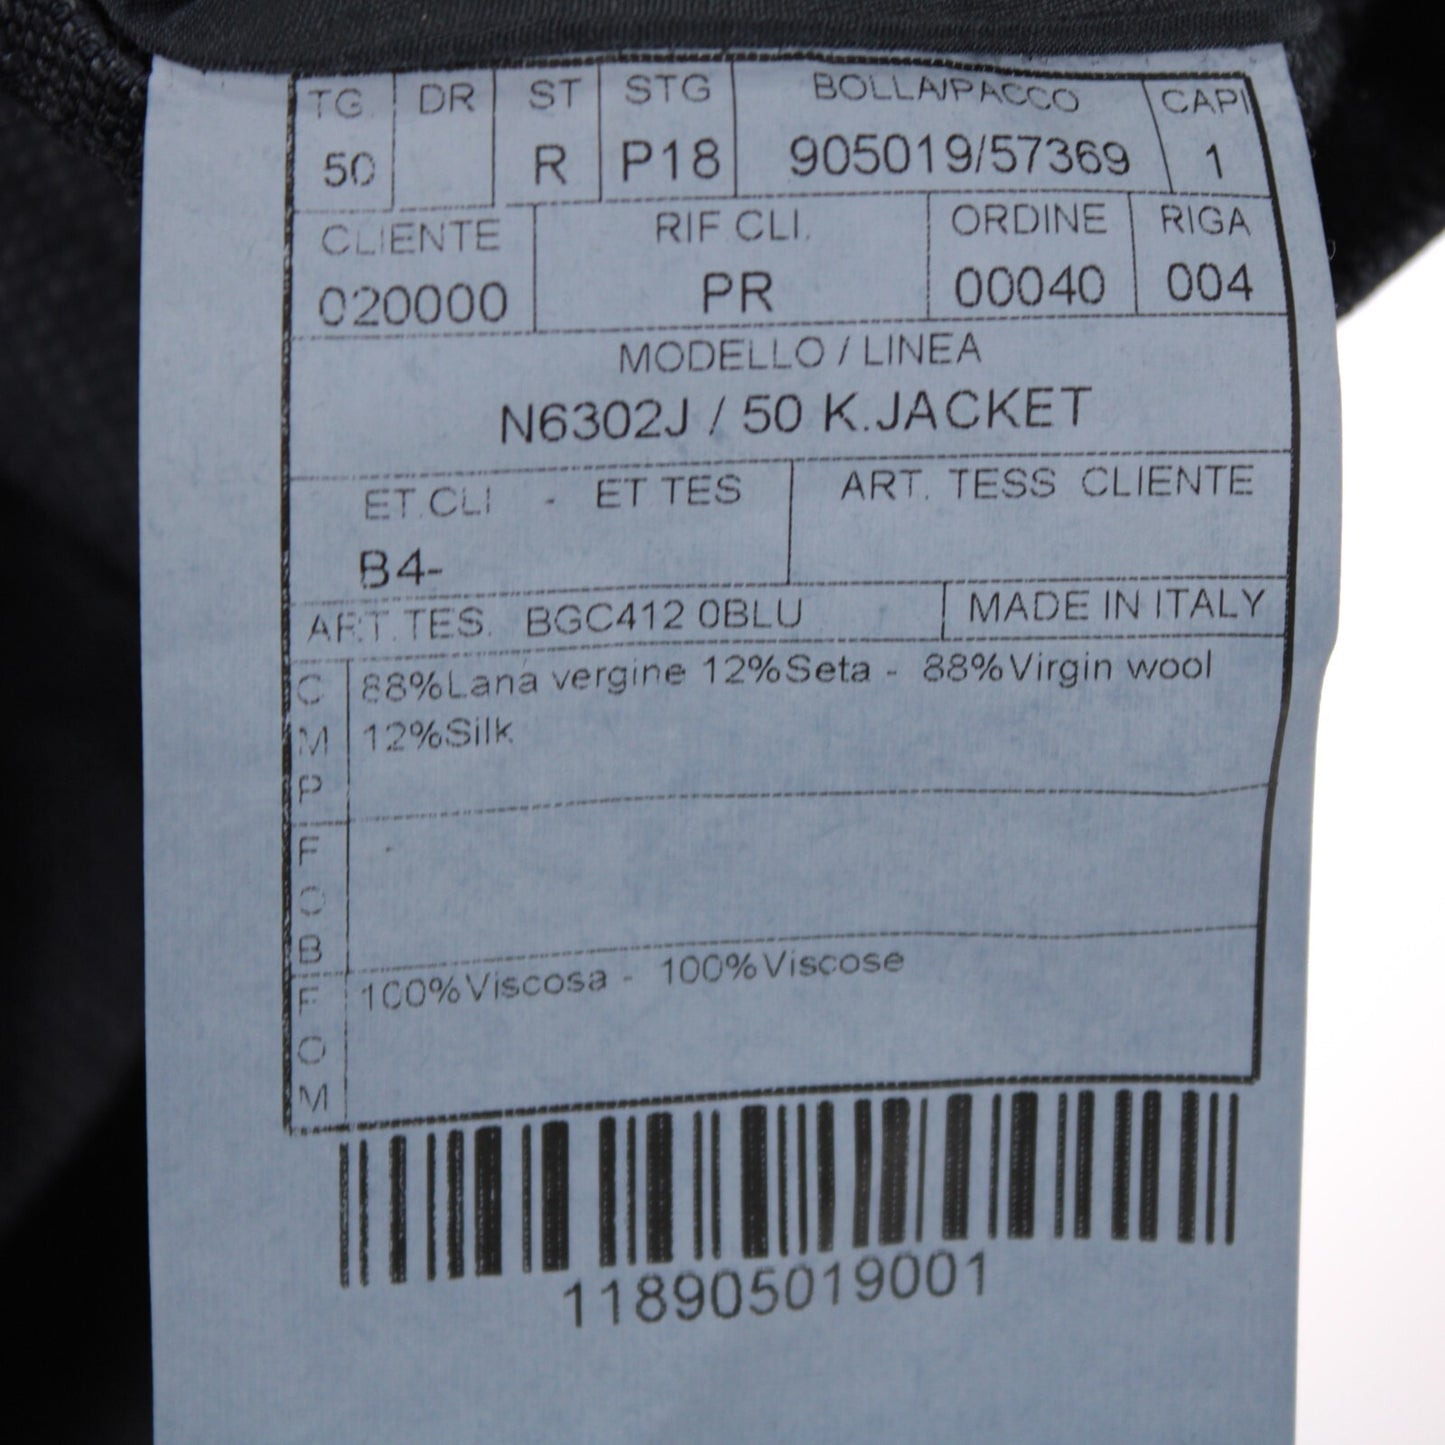 TG DR ST STG BOLLA/PACCO CAPI
50 R P18 905019/57369 1
CLIENTE RIF.CLI. ORDINE RIGA
020000 PR 00040 004
MODELLO / LINEA
N6302J / 50 K.JACKET
ET.CLI - ET TES ART. TESS CLIENTE
B4-
ART.TES. BGC412 0BLU MADE IN ITALY
C 88%Lana vergine 12%Seta - 88%Virgin wool
M 12%Silk
P
F
O
B
F 100%Viscosa - 100%Viscose
O
M
118905019001